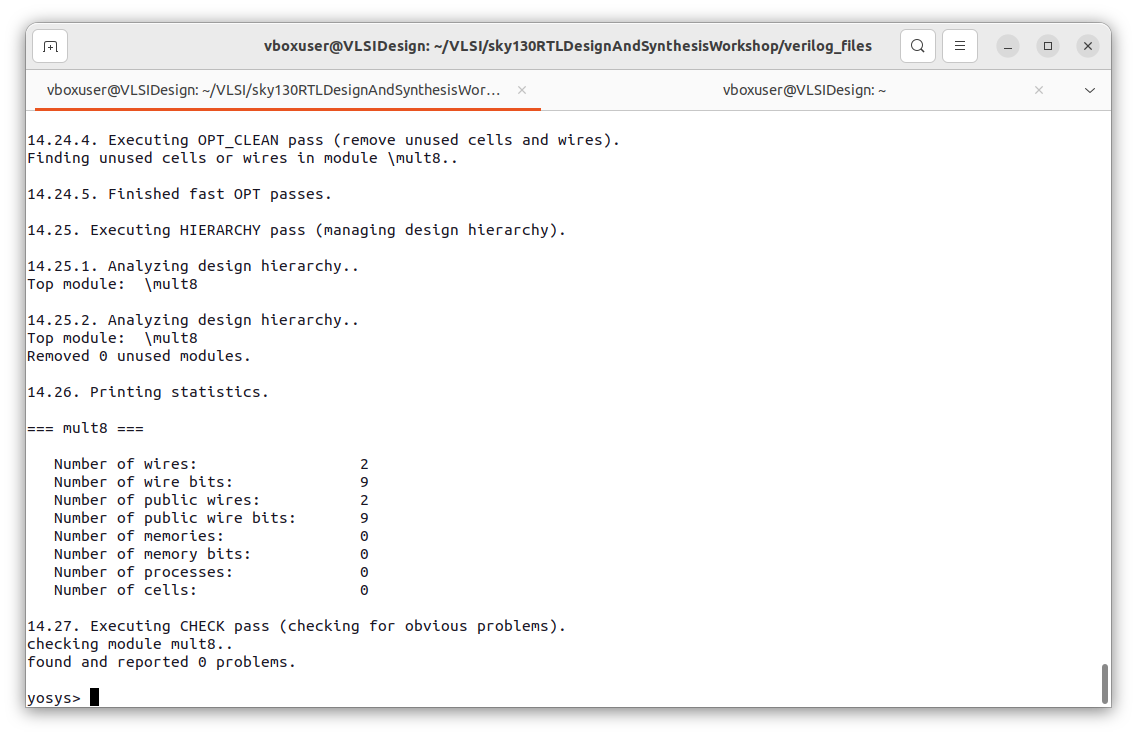 vboxuser@VLSIDesign: ~/VLSI/sky130RTLDesignAndSynthesisWorkshop/verilog_files
vboxuser@VLSIDesign: ~/VLSI/sky130RTLDesignAndSynthesisWor…
vboxuser@VLSIDesign: ~
14.24.4. Executing OPT_CLEAN pass (remove unused cells and wires).
Finding unused cells or wires in module \mult8..
14.24.5. Finished fast OPT passes.
14.25. Executing HIERARCHY pass (managing design hierarchy).
14.25.1. Analyzing design hierarchy..
Top module:  \mult8
14.25.2. Analyzing design hierarchy..
Top module:  \mult8
Removed 0 unused modules.
14.26. Printing statistics.
=== mult8 ===
Number of wires: 2
Number of wire bits: 9
Number of public wires: 2
Number of public wire bits: 9
Number of memories: 0
Number of memory bits: 0
Number of processes: 0
Number of cells: 0
14.27. Executing CHECK pass (checking for obvious problems).
checking module mult8..
found and reported 0 problems.
yosys>